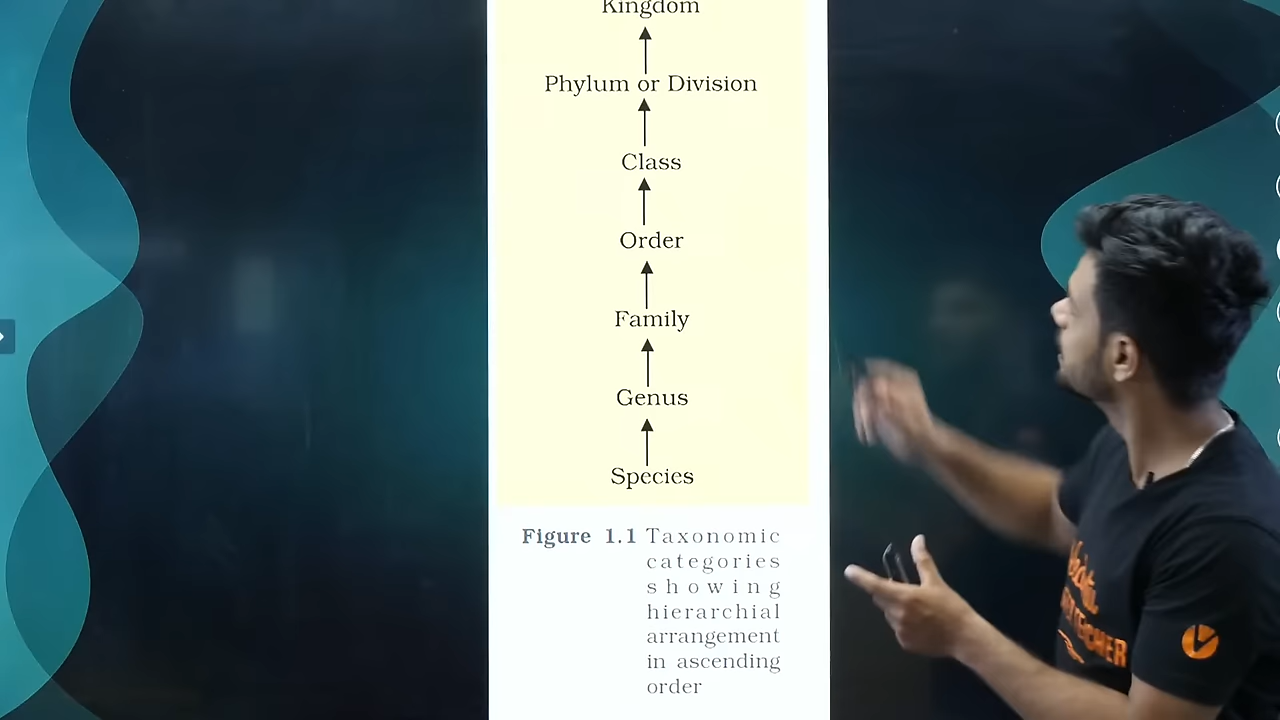 Kingdom
Phylum or Division
Class
Order
Family
Genus
Species
Figure 1.1 Taxonomic
categories
showing
hierarchial
arrangement
in ascending
order